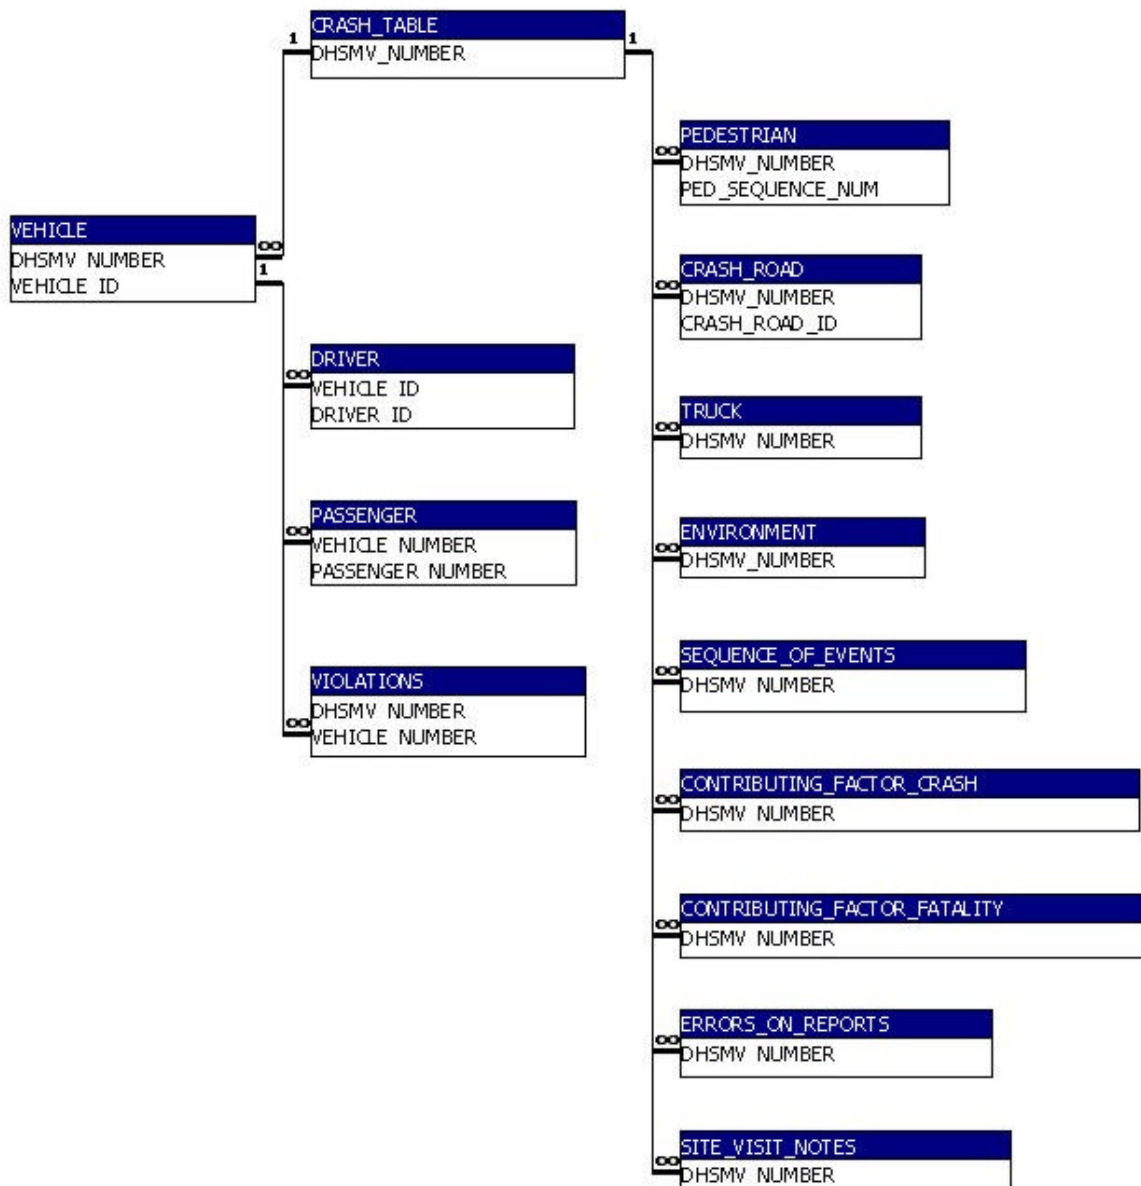 CRASH_TABLE
1
1
DHSMV_NUMBER
PEDESTRIAN
∞
DHSMV_NUMBER
PED_SEQUENCE_NUM
VEHICLE
∞
DHSMV NUMBER
1
VEHICLE ID
CRASH_ROAD
∞
DHSMV_NUMBER
CRASH_ROAD_ID
DRIVER
∞
VEHICLE ID
DRIVER ID
TRUCK
∞
DHSMV NUMBER
PASSENGER
∞
VEHICLE NUMBER
PASSENGER NUMBER
ENVIRONMENT
∞
DHSMV_NUMBER
SEQUENCE_OF_EVENTS
∞
DHSMV NUMBER
VIOLATIONS
DHSMV NUMBER
∞
VEHICLE NUMBER
CONTRIBUTING_FACTOR_CRASH
∞
DHSMV NUMBER
CONTRIBUTING_FACTOR_FATALITY
∞
DHSMV NUMBER
ERRORS_ON_REPORTS
∞
DHSMV NUMBER
SITE_VISIT_NOTES
∞
DHSMV NUMBER